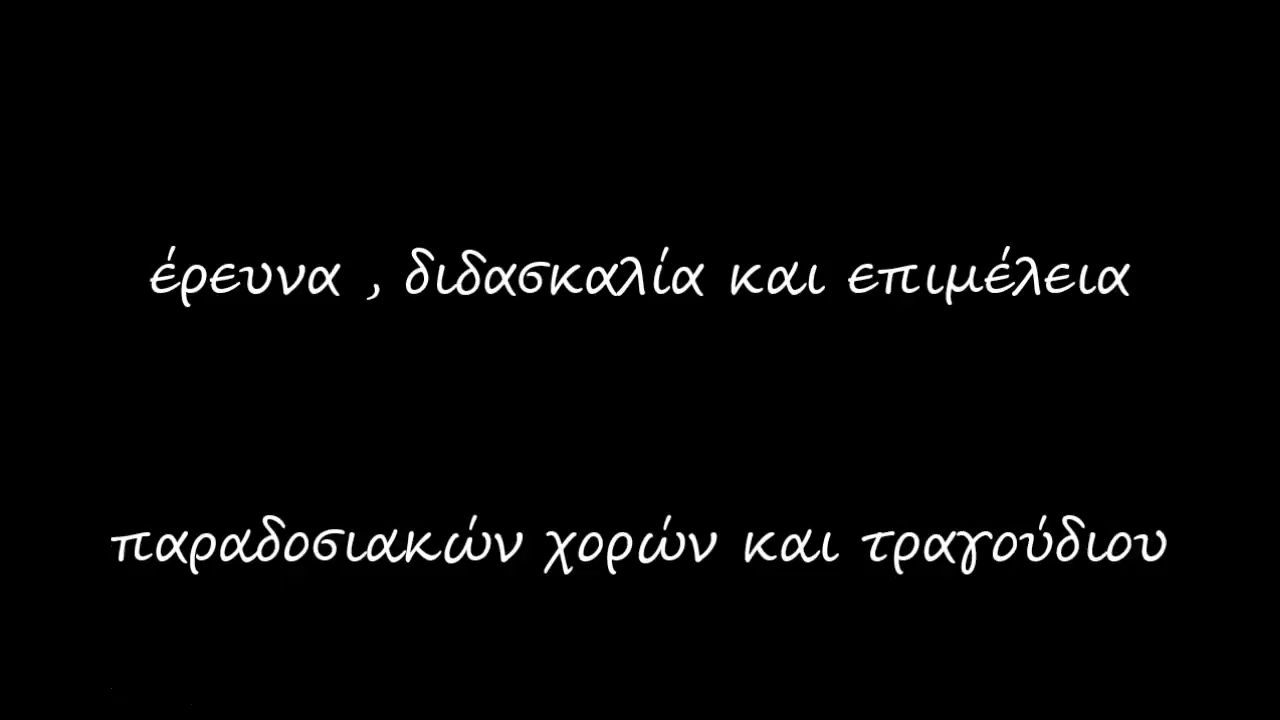 έρευνα , διδασκαλία και επιμέλεια
παραδοσιακών χορών και τραγούδιου